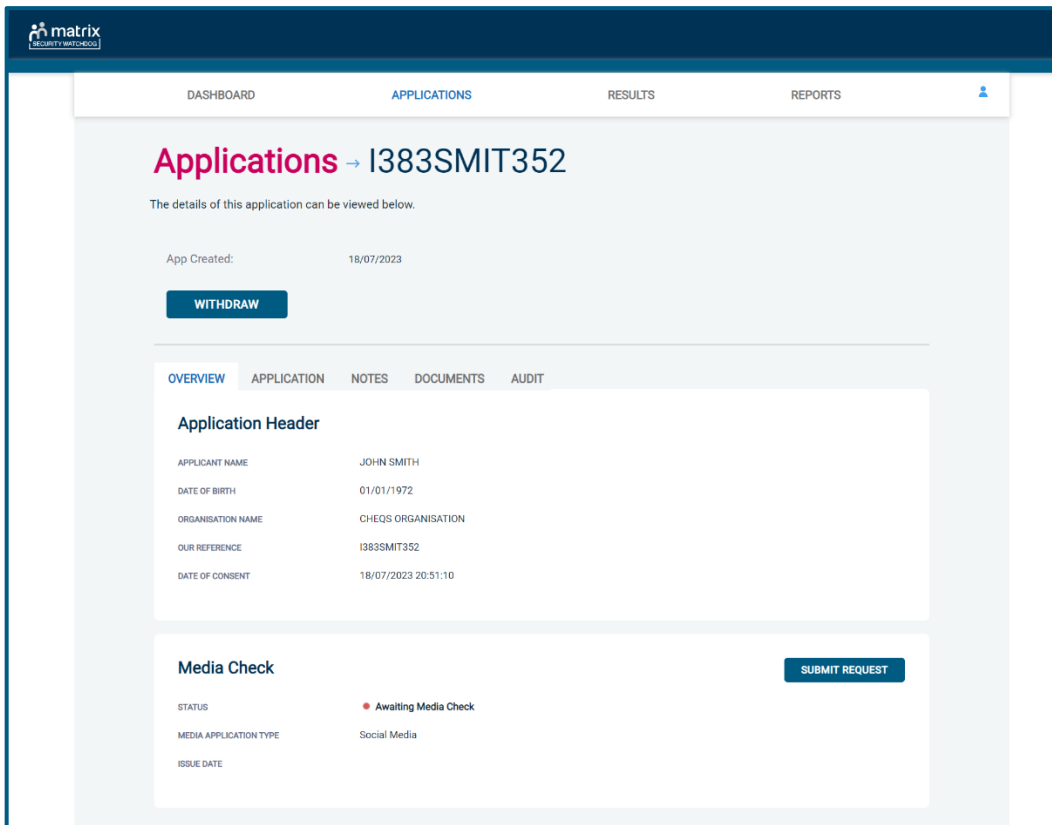 matrix
SECURITY WATCHDOG
DASHBOARD APPLICATIONS RESULTS REPORTS
Applications → I383SMIT352
The details of this application can be viewed below.
App Created: 18/07/2023
WITHDRAW
OVERVIEW APPLICATION NOTES DOCUMENTS AUDIT
Application Header
APPLICANT NAME JOHN SMITH
DATE OF BIRTH 01/01/1972
ORGANISATION NAME CHEQS ORGANISATION
OUR REFERENCE I383SMIT352
DATE OF CONSENT 18/07/2023 20:51:10
Media Check SUBMIT REQUEST
STATUS Awaiting Media Check
MEDIA APPLICATION TYPE Social Media
ISSUE DATE